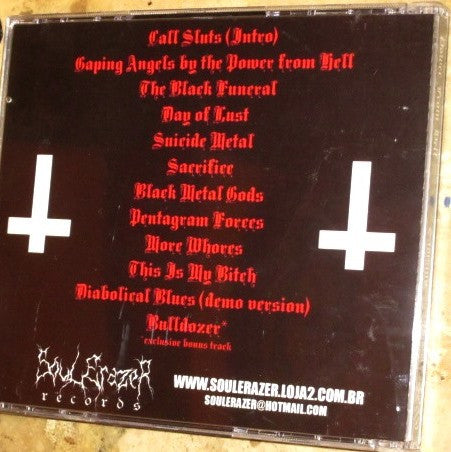 Call Sluts (Intro)
Gaping Angels by the Power from Hell
The Black Funeral
Day of Lust
Suicide Metal
Sacrifice
Black Metal Gods
Pentagram Forces
More Whores
This Is My Bitch
Diabolical Blues (demo version)
Bulldozer*
*exclusive bonus track
Soul Erazer
records
WWW.SOULERAZER.LOJA2.COM.BR
SOULERAZER@HOTMAIL.COM